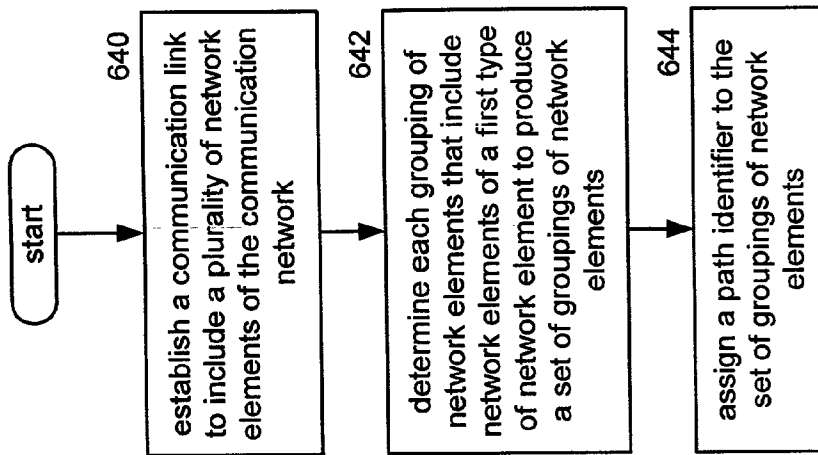 start
640
establish a communication link
to include a plurality of network
elements of the communication
network
642
determine each grouping of
network elements that include
network elements of a first type
of network element to produce
a set of groupings of network
elements
644
assign a path identifier to the
set of groupings of network
elements